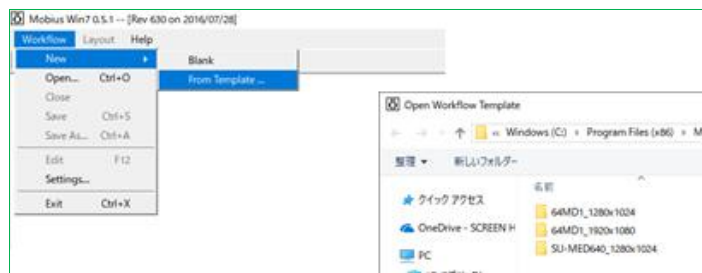 Mobius Win7 0.5.1 -- [Rev 630 on 2016/07/28]
Workflow Layout Help
New
Blank
Open... Ctrl+O
From Template ...
Close
Save Ctrl+S
Save As... Ctrl+A
Edit F12
Settings...
Exit Ctrl+X
Open Workflow Template
« Windows (C:) › Program Files (x86) › M
整理 新しいフォルダー
名前
クイック アクセス
64MD1_1280x1024
OneDrive - SCREEN H
64MD1_1920x1080
PC
SU-MED640_1280x1024